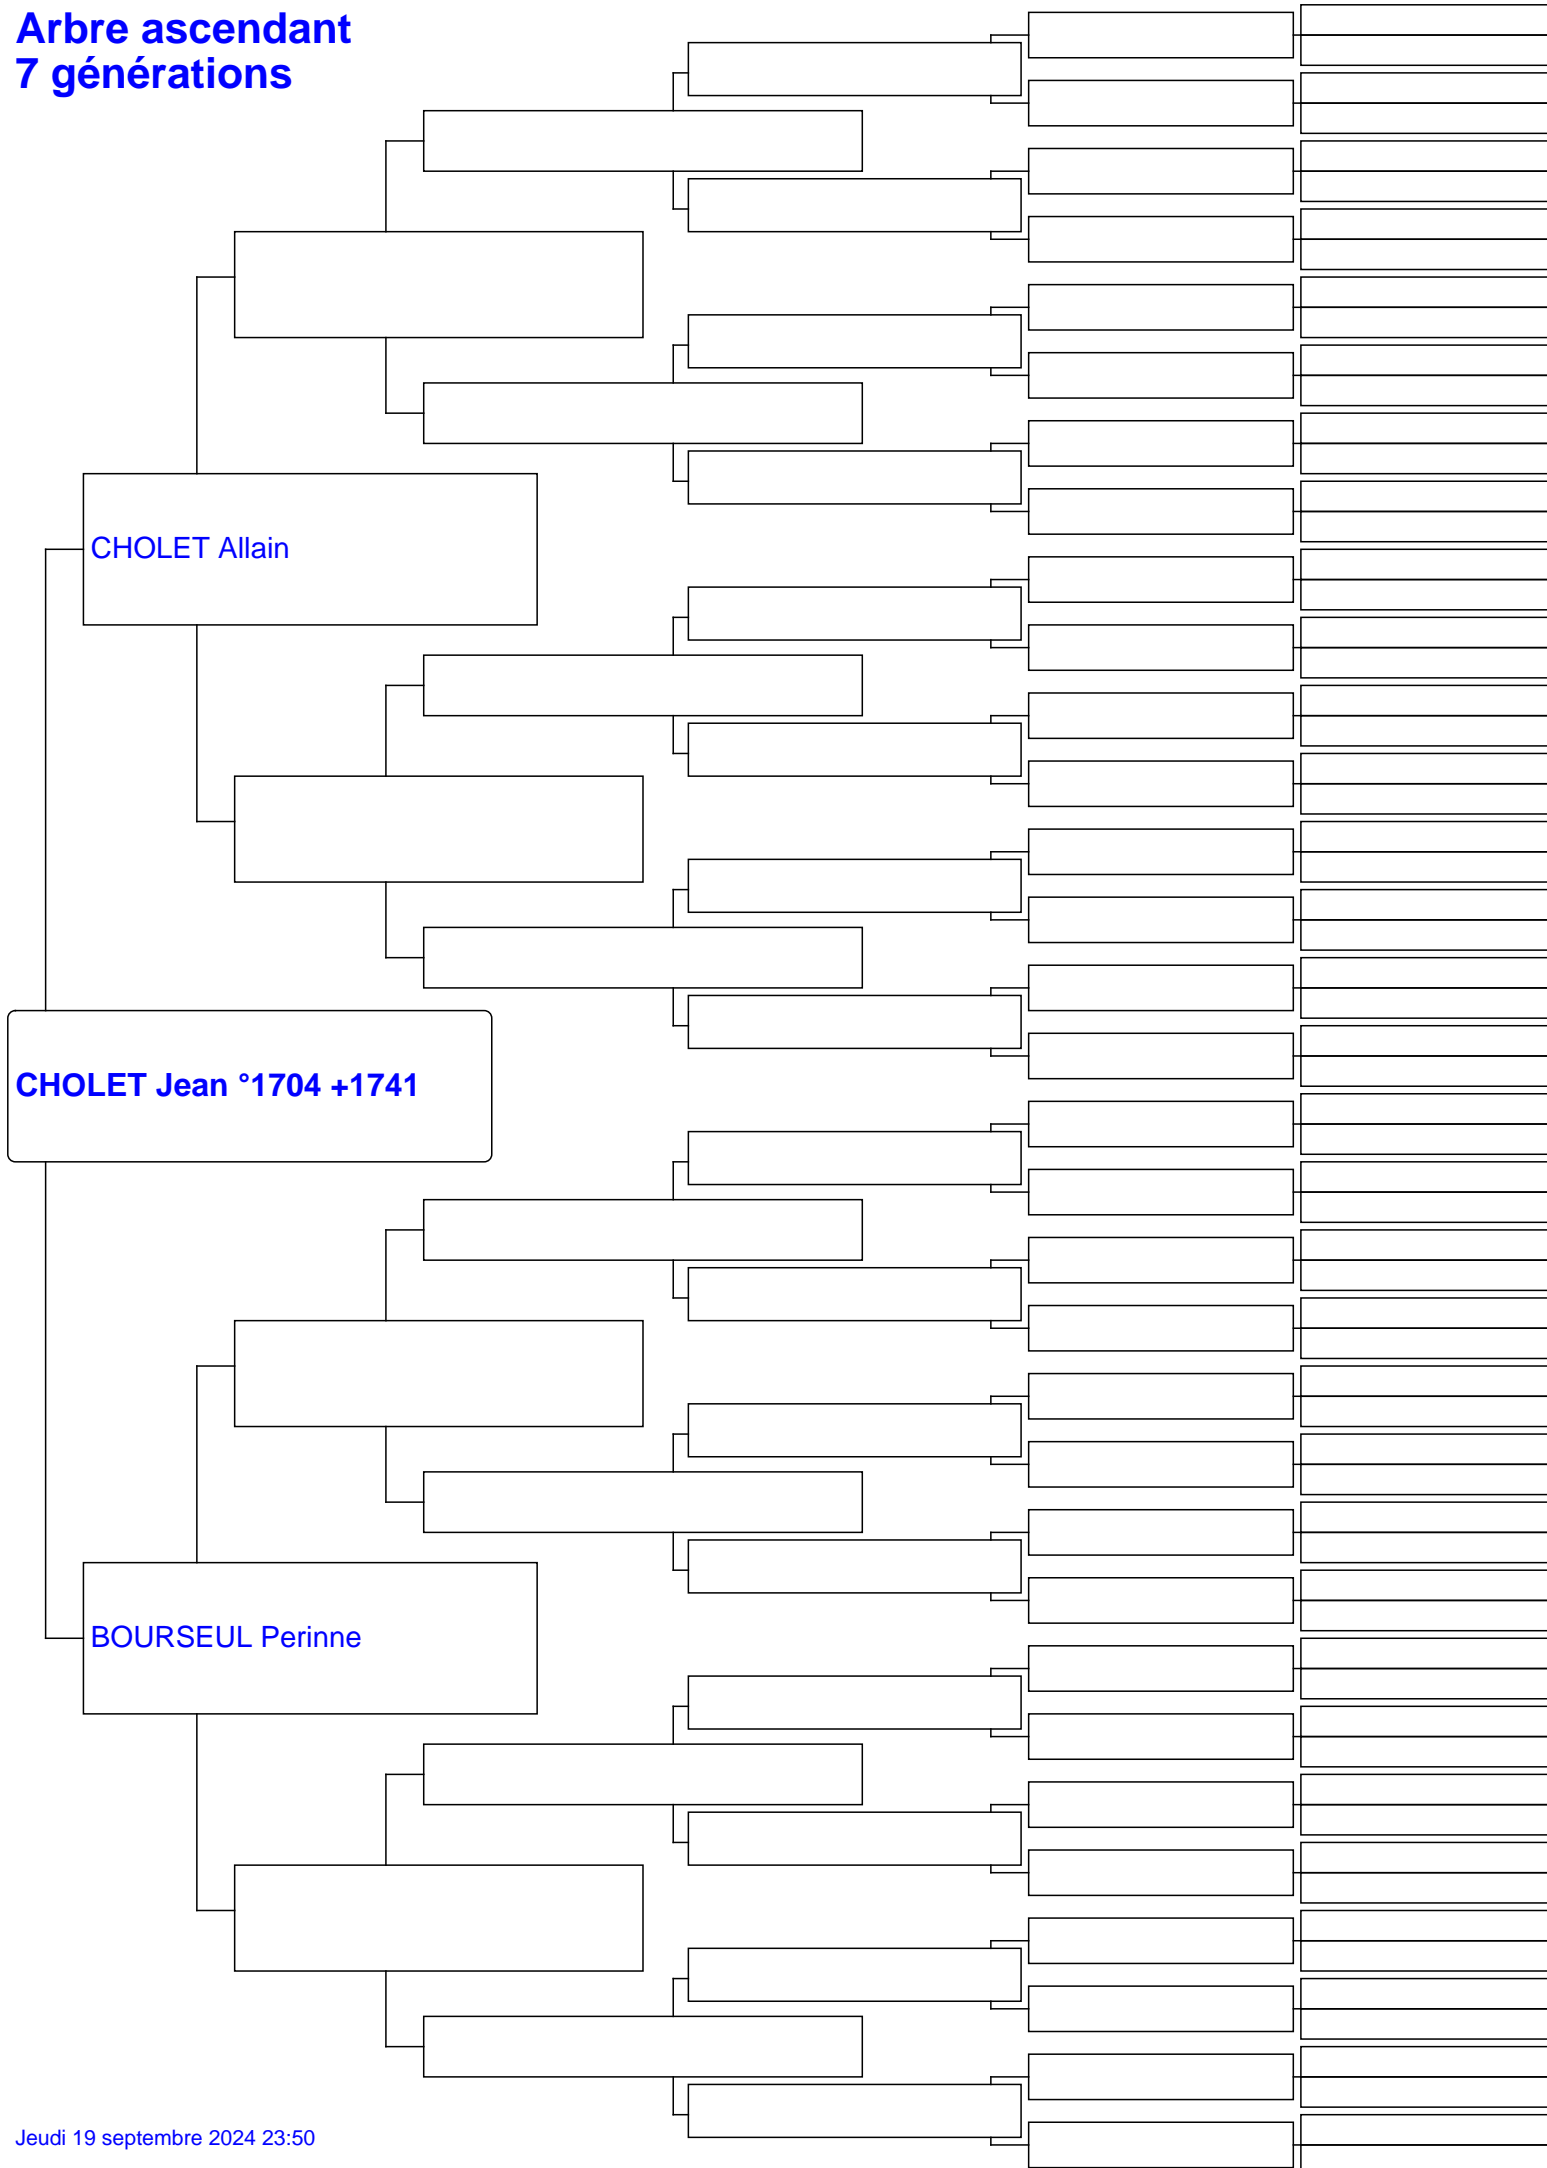 Arbre ascendant
7 générations
CHOLET Allain
CHOLET Jean °1704 +1741
BOURSEUL Perinne
Jeudi 19 septembre 2024 23:50